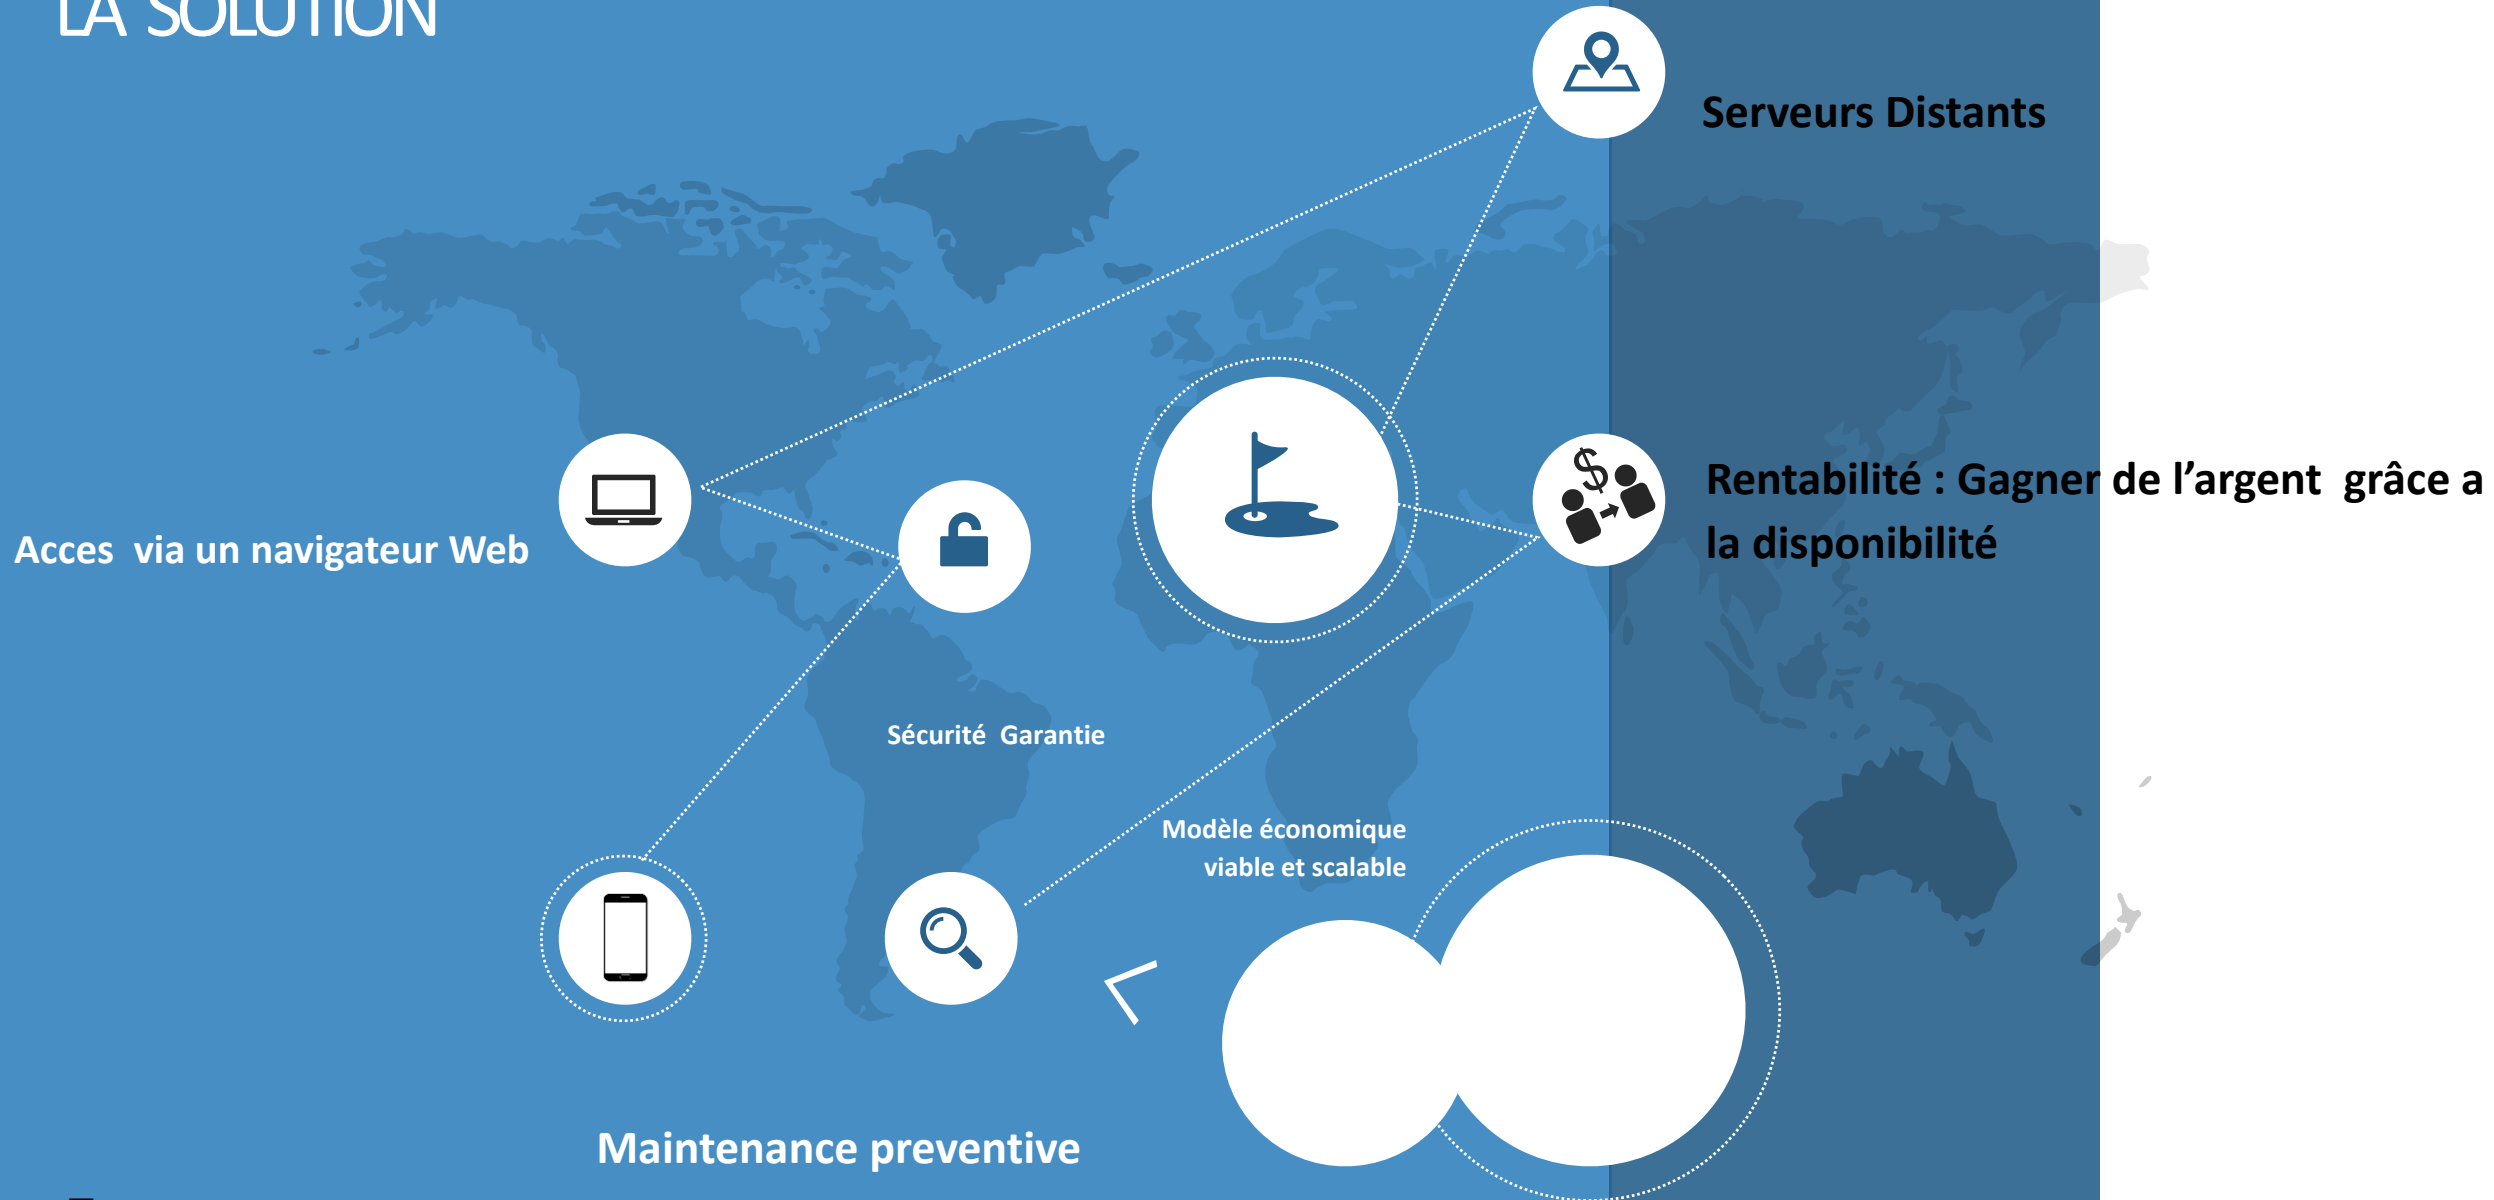 LA SOLUTION
Serveurs Distants
Rentabilité : Gagner de l’argent grâce a
la disponibilité
Acces via un navigateur Web
Sécurité Garantie
Modèle économique
viable et scalable
Maintenance preventive